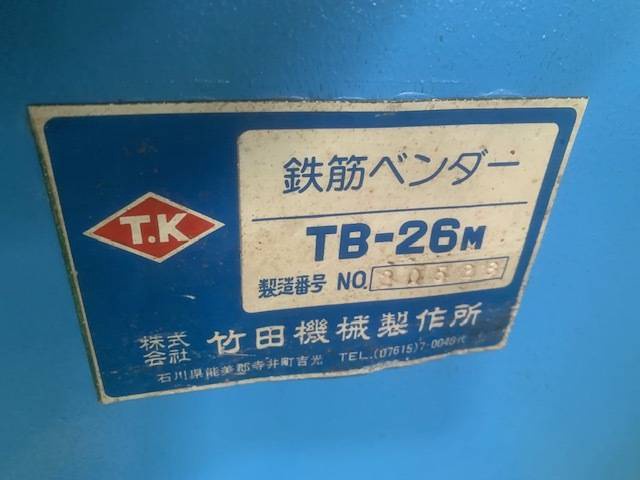 T.K
鉄筋ベンダー
TB-26M
製造番号 NO.
株式会社 竹田機械製作所
石川県能美郡寺井町吉光 TEL.(07615)7-0048代